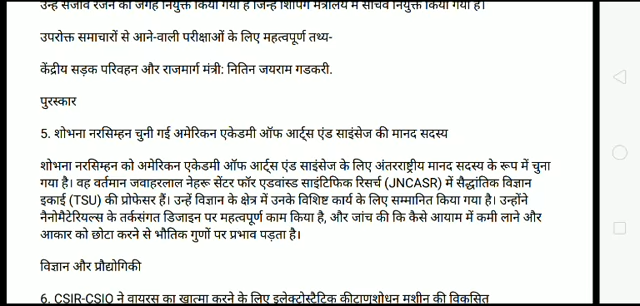 उन्हें संजीव रंजन की जगह नियुक्त किया गया है जिन्हें शिपिंग मंत्रालय में सचिव नियुक्त किया गया है।
उपरोक्त समाचारों से आने-वाली परीक्षाओं के लिए महत्वपूर्ण तथ्य-
केंद्रीय सड़क परिवहन और राजमार्ग मंत्री: नितिन जयराम गडकरी.
पुरस्कार
5. शोभना नरसिम्हन चुनी गई अमेरिकन एकेडमी ऑफ आर्ट्स एंड साइंसेज की मानद सदस्य
शोभना नरसिम्हन को अमेरिकन एकेडमी ऑफ आर्ट्स एंड साइंसेज के लिए अंतरराष्ट्रीय मानद सदस्य के रूप में चुना
गया है। वह वर्तमान जवाहरलाल नेहरू सेंटर फॉर एडवांस्ड साइंटिफिक रिसर्च (JNCASR) में सैद्धांतिक विज्ञान
इकाई (TSU) की प्रोफेसर हैं। उन्हें विज्ञान के क्षेत्र में उनके विशिष्ट कार्य के लिए सम्मानित किया गया है। उन्होंने
नैनोमैटेरियल्स के तर्कसंगत डिजाइन पर महत्वपूर्ण काम किया है, और जांच की कि कैसे आयाम में कमी लाने और
आकार को छोटा करने से भौतिक गुणों पर प्रभाव पड़ता है।
विज्ञान और प्रौद्योगिकी
6. CSIR-CSIO ने वायरस का खात्मा करने के लिए इलेक्ट्रोस्टैटिक कीटाणुशोधन मशीन की विकसित